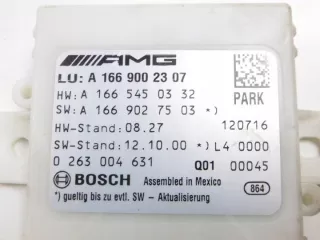 AMG
LU: A 166 900 23 07
HW: A 166 545 03 32
SW: A 166 902 75 03 *)
PARK
HW-Stand: 08.27 120716
SW-Stand: 12.10.00 *) L4 0000
0 263 004 631 Q01 00045
BOSCH Assembled in Mexico
*) gueltig bis zu evtl. SW - Aktualisierung 864